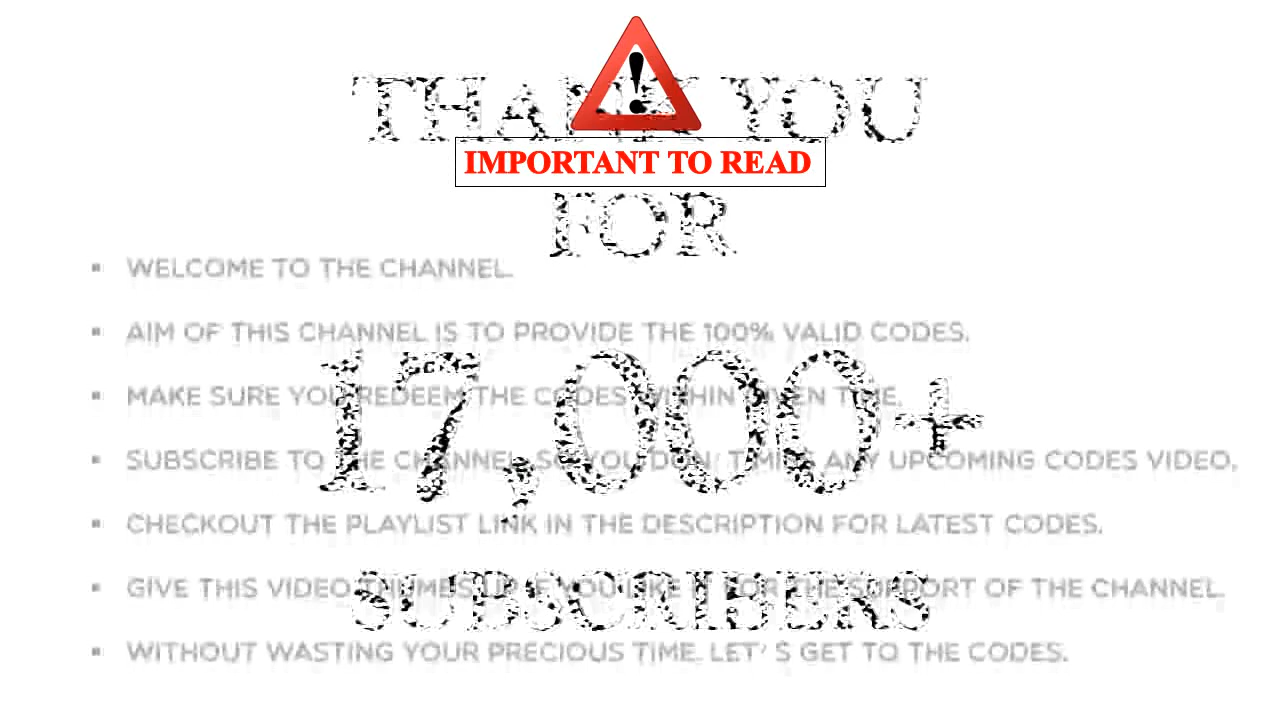 THANK YOU
IMPORTANT TO READ
FOR
WELCOME TO THE CHANNEL.
AIM OF THIS CHANNEL IS TO PROVIDE THE 100% VALID CODES.
17,000+
MAKE SURE YOU REDEEM THE CODES WITHIN GIVEN TIME.
SUBSCRIBE TO THE CHANNEL, SO YOU DON'T MISS ANY UPCOMING CODES VIDEO,
CHECKOUT THE PLAYLIST LINK IN THE DESCRIPTION FOR LATEST CODES.
SUBSCRIBERS
GIVE THIS VIDEO THUMBS UP IF YOU LIKE IT FOR THE SUPPORT OF THE CHANNEL.
WITHOUT WASTING YOUR PRECIOUS TIME, LET' S GET TO THE CODES.